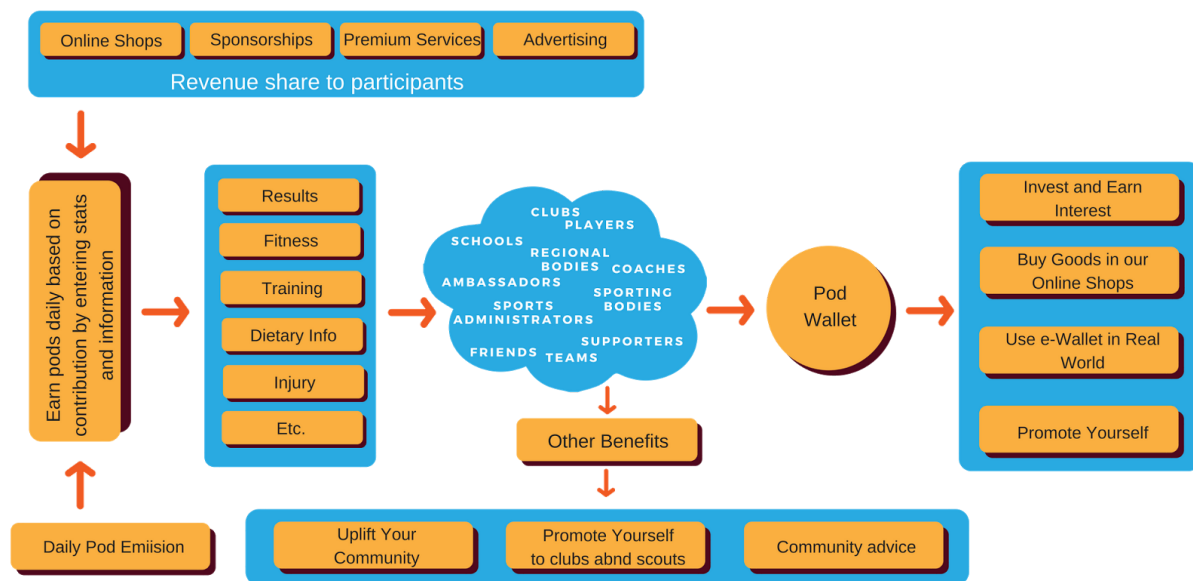 Online Shops
Sponsorships
Premium Services
Advertising
Revenue share to participants
Earn pods daily based on
contribution by entering stats
and information
Daily Pod Emiision
Results
Fitness
Training
Dietary Info
Injury
Etc.
CLUBS
PLAYERS
SCHOOLS
REGIONAL
BODIES
COACHES
AMBASSADORS
SPORTING
BODIES
SPORTS
ADMINISTRATORS
SUPPORTERS
FRIENDS
TEAMS
Other Benefits
Uplift Your
Community
Promote Yourself
to clubs abnd scouts
Community advice
Pod
Wallet
Invest and Earn
Interest
Buy Goods in our
Online Shops
Use e-Wallet in Real
World
Promote Yourself